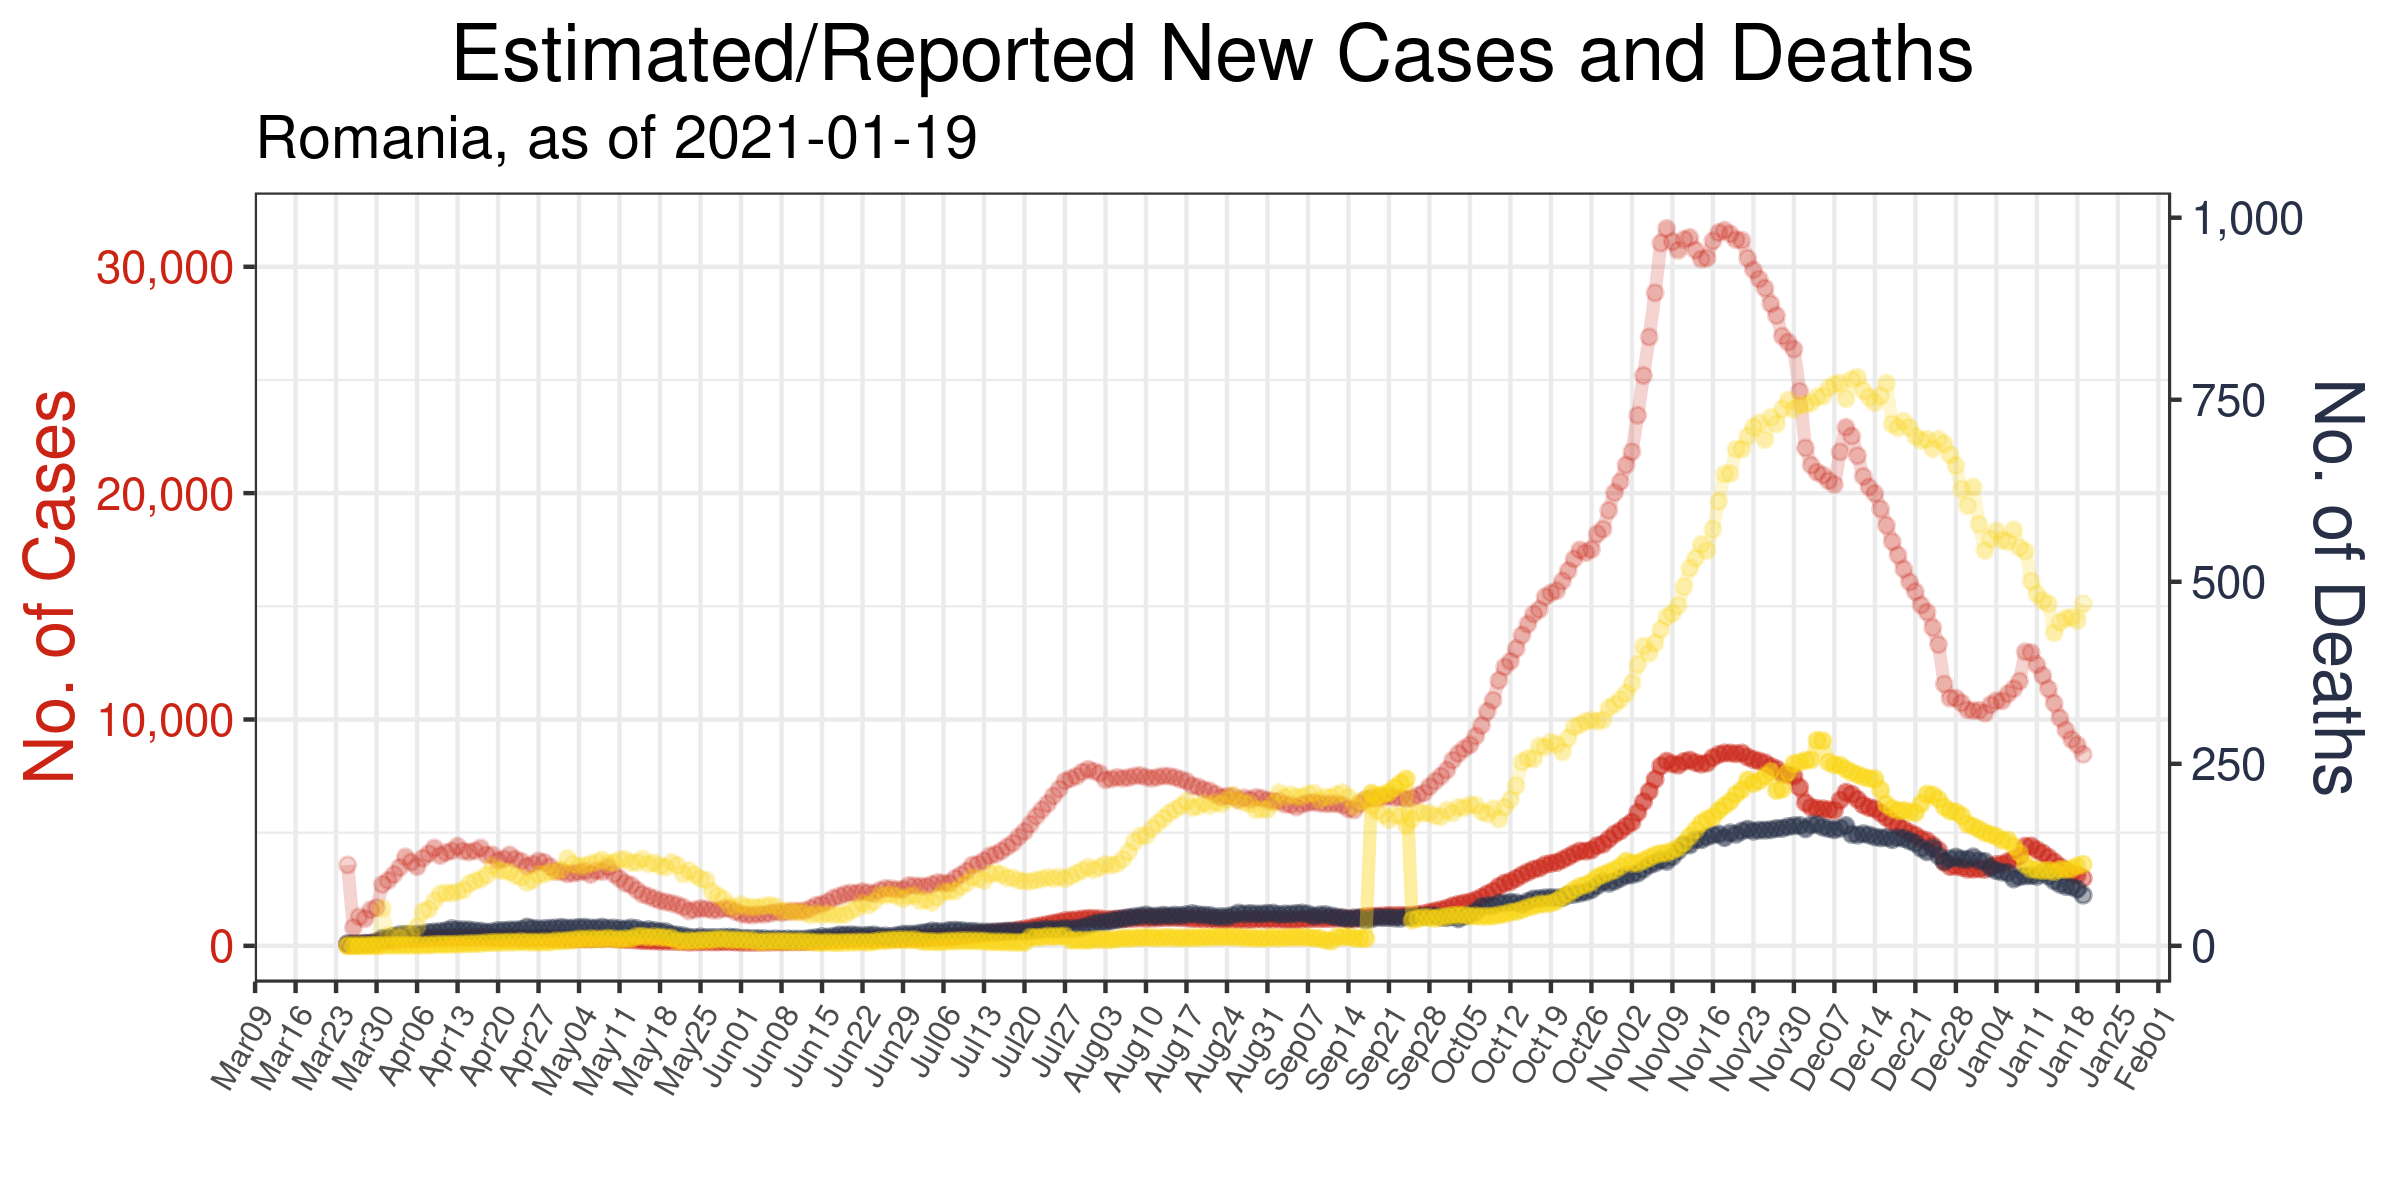 Estimated/Reported New Cases and Deaths
Romania, as of 2021-01-19
No. of Cases
30,000
20,000
10,000
0
1,000
750
500
250
0
No. of Deaths
Mar09
Mar16
Mar23
Mar30
Apr06
Apr13
Apr20
Apr27
May04
May11
May18
May25
Jun01
Jun08
Jun15
Jun22
Jun29
Jul06
Jul13
Jul20
Jul27
Aug03
Aug10
Aug17
Aug24
Aug31
Sep07
Sep14
Sep21
Sep28
Oct05
Oct12
Oct19
Oct26
Nov02
Nov09
Nov16
Nov23
Nov30
Dec07
Dec14
Dec21
Dec28
Jan04
Jan11
Jan18
Jan25
Feb01